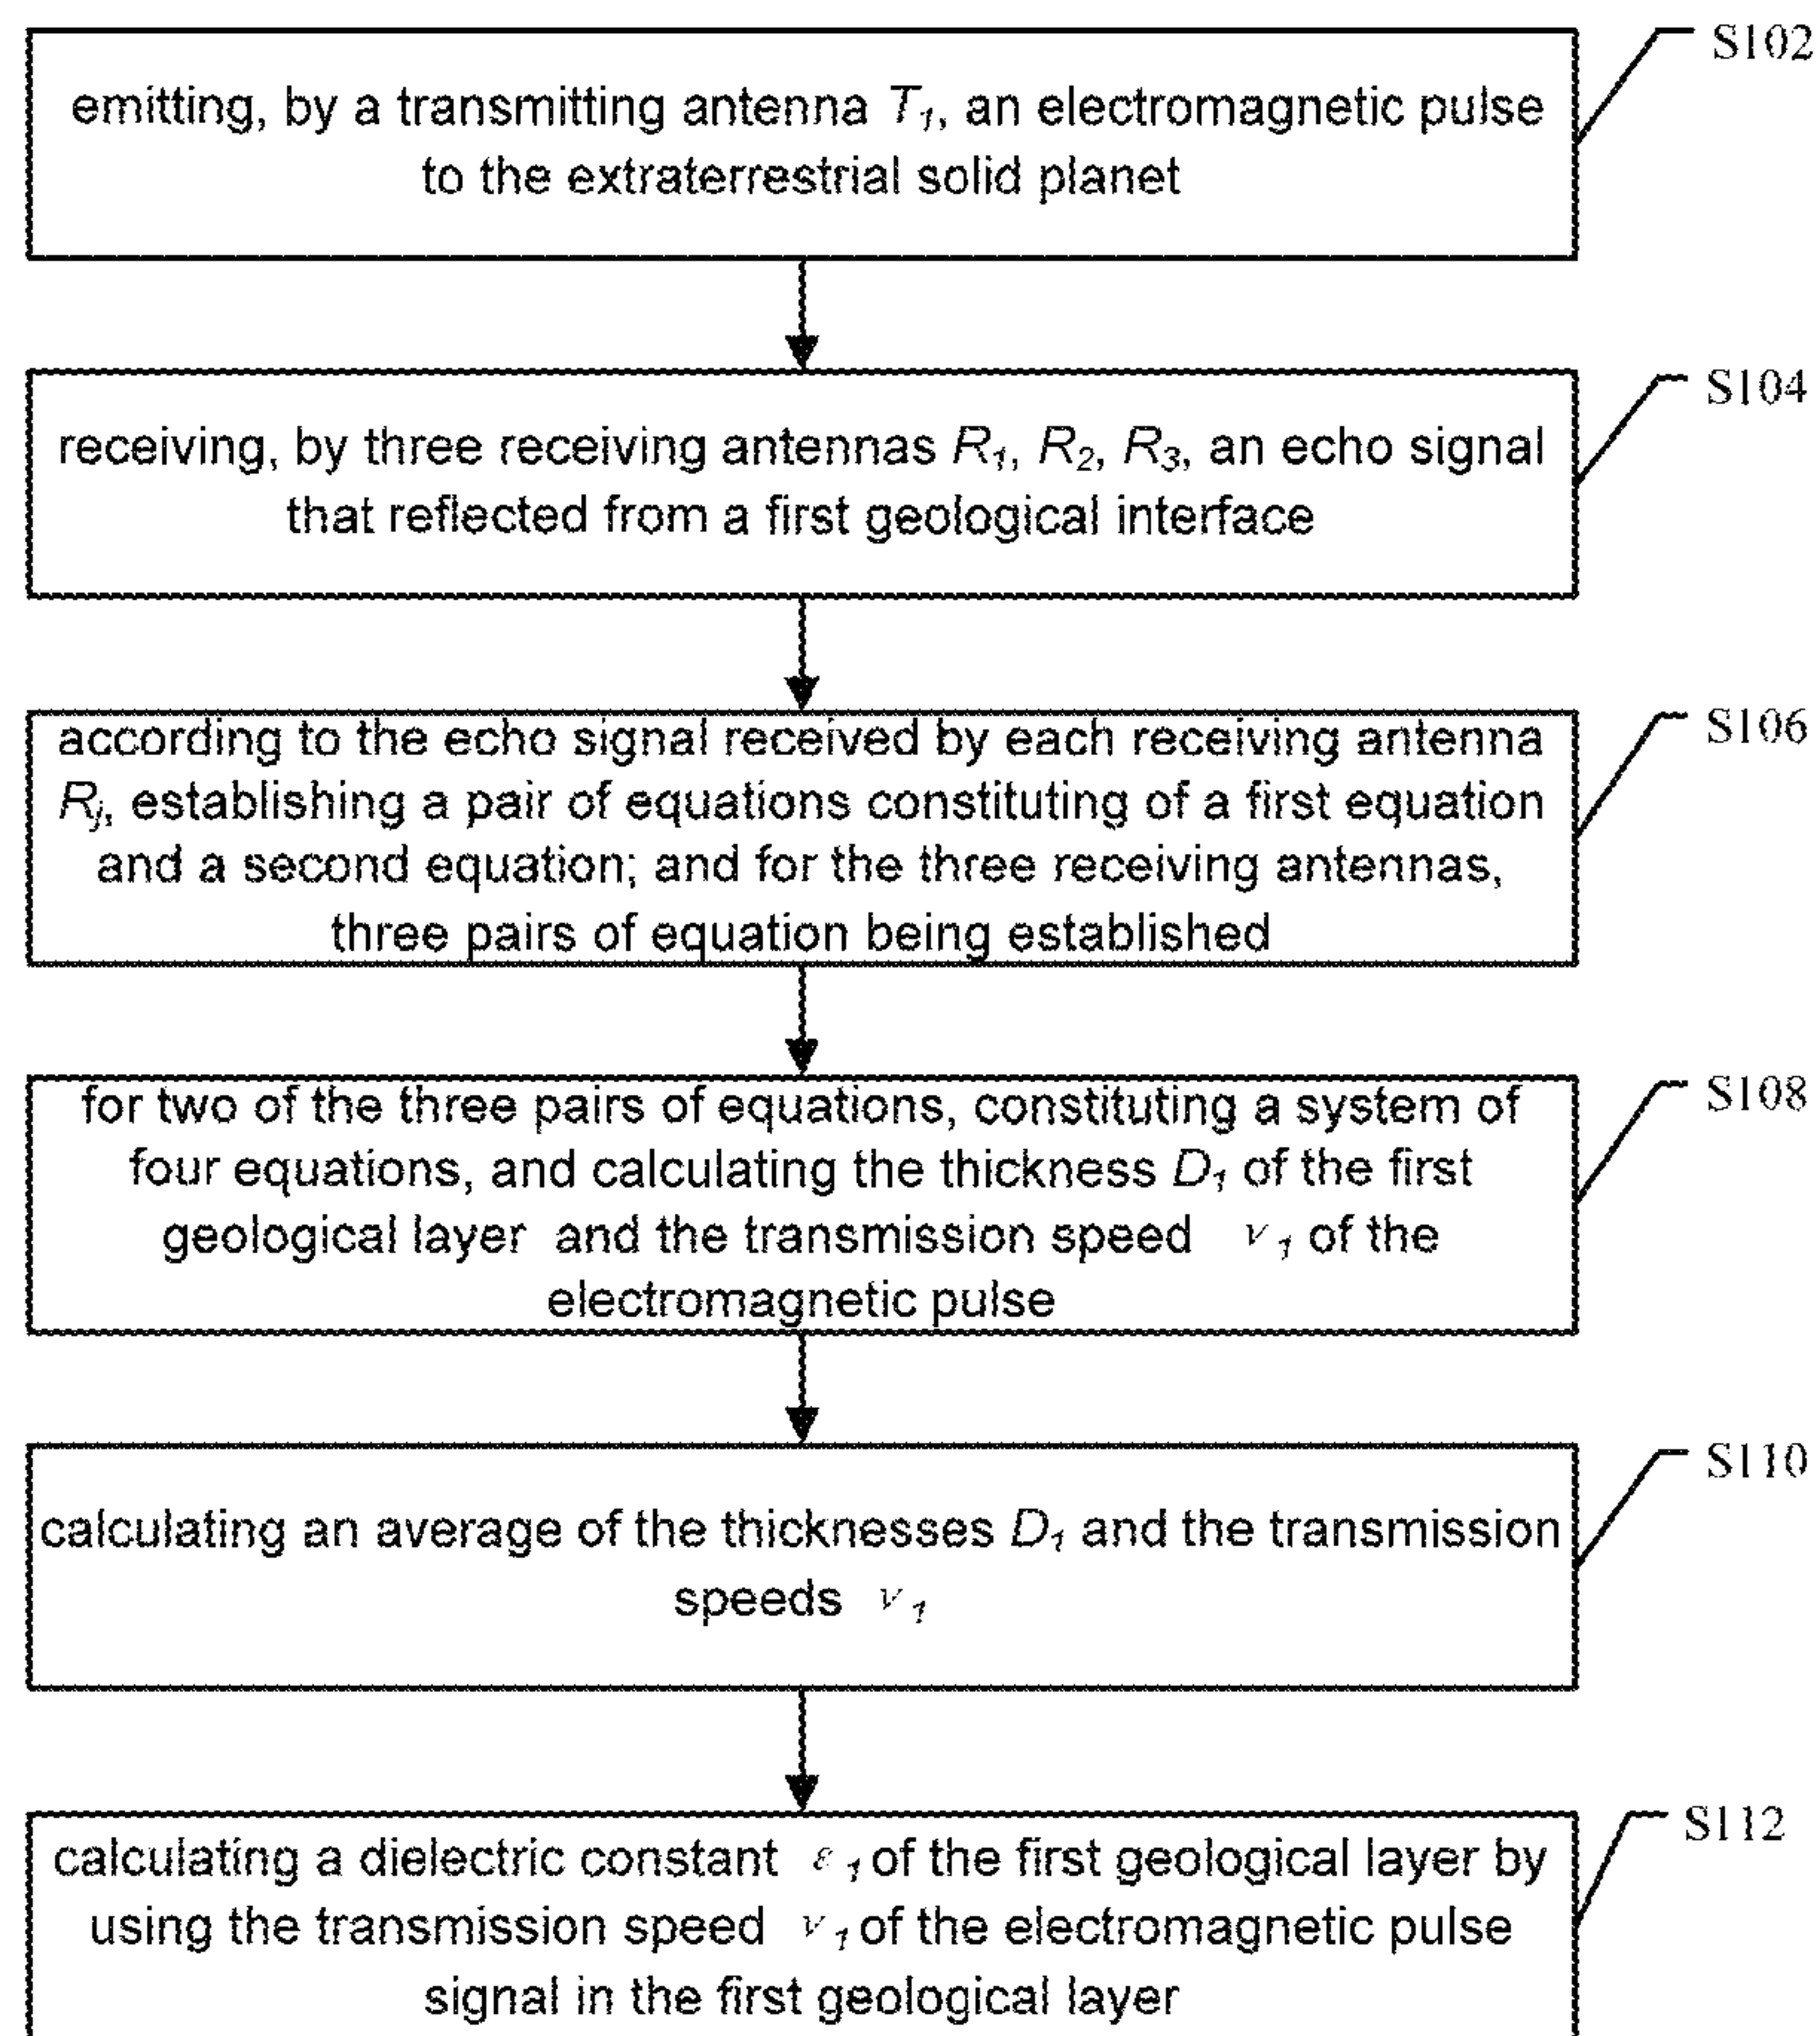 S102
emitting, by a transmitting antenna T₁, an electromagnetic pulse
to the extraterrestrial solid planet
S104
receiving, by three receiving antennas R₁, R₂, R₃, an echo signal
that reflected from a first geological interface
S106
according to the echo signal received by each receiving antenna
Rⱼ, establishing a pair of equations constituting of a first equation
and a second equation; and for the three receiving antennas,
three pairs of equation being established
S108
for two of the three pairs of equations, constituting a system of
four equations, and calculating the thickness D₁ of the first
geological layer and the transmission speed v₁ of the
electromagnetic pulse
S110
calculating an average of the thicknesses D₁ and the transmission
speeds v₁
S112
calculating a dielectric constant ε₁ of the first geological layer by
using the transmission speed v₁ of the electromagnetic pulse
signal in the first geological layer